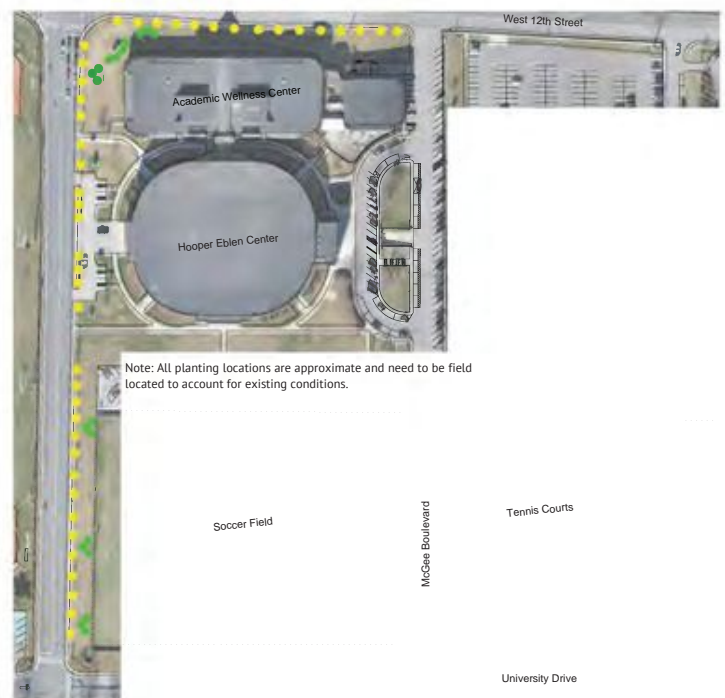 West 12th Street
Academic Wellness Center
Hooper Eblen Center
Note: All planting locations are approximate and need to be field
located to account for existing conditions.
Soccer Field
McGee Boulevard
Tennis Courts
University Drive